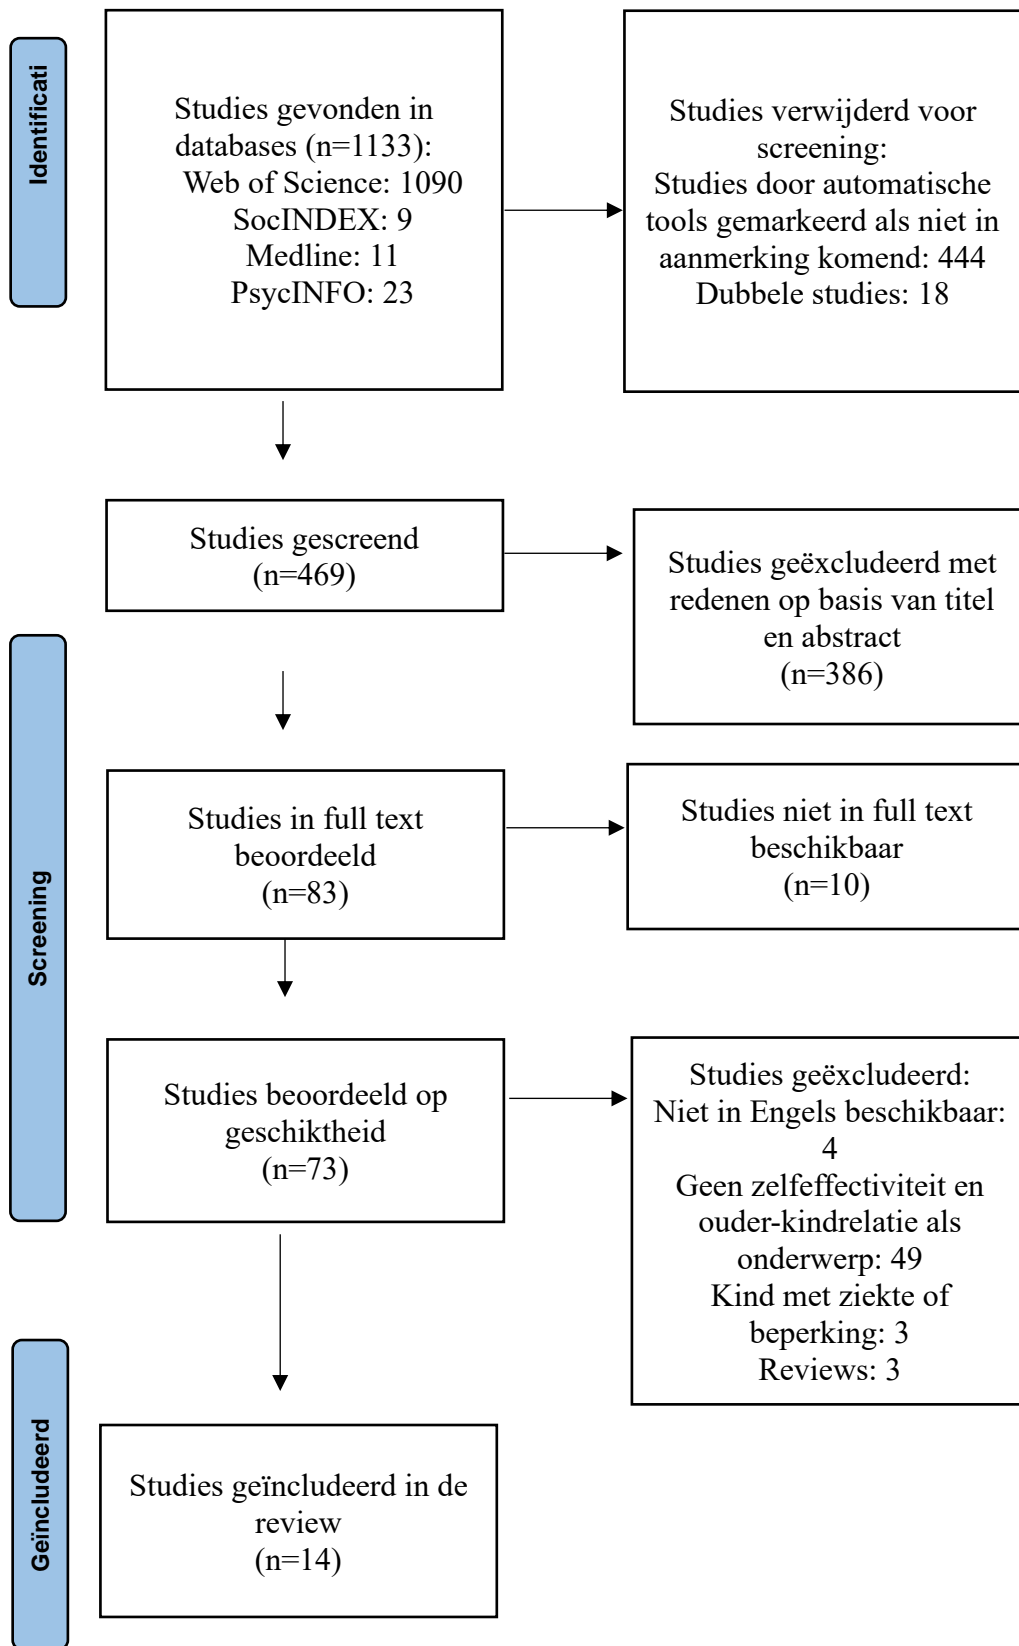 Identificati
Studies gevonden in
databases (n=1133):
Web of Science: 1090
SocINDEX: 9
Medline: 11
PsycINFO: 23
Studies verwijderd voor
screening:
Studies door automatische
tools gemarkeerd als niet in
aanmerking komend: 444
Dubbele studies: 18
Screening
Studies gescreend
(n=469)
Studies geëxcludeerd met
redenen op basis van titel
en abstract
(n=386)
Studies in full text
beoordeeld
(n=83)
Studies niet in full text
beschikbaar
(n=10)
Studies beoordeeld op
geschiktheid
(n=73)
Studies geëxcludeerd:
Niet in Engels beschikbaar:
4
Geen zelfeffectiviteit en
ouder-kindrelatie als
onderwerp: 49
Kind met ziekte of
beperking: 3
Reviews: 3
Geïncludeerd
Studies geïncludeerd in de
review
(n=14)